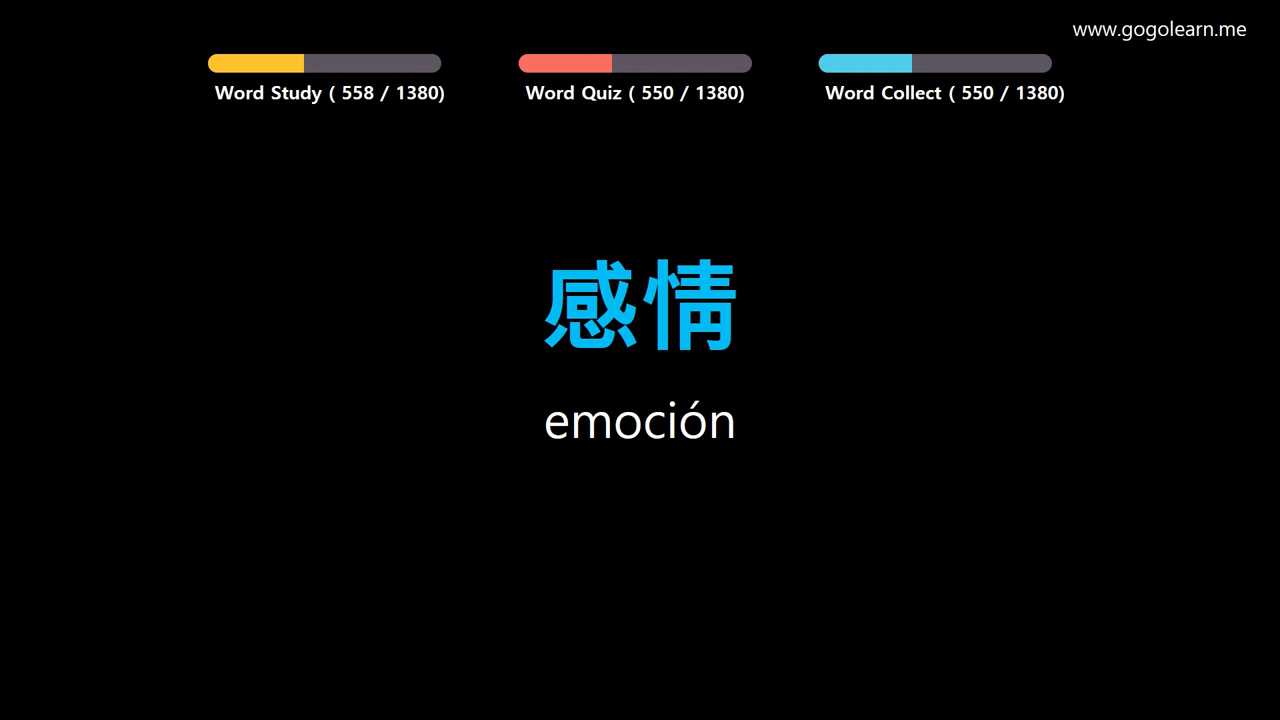 www.gogolearn.me
Word Study ( 558 / 1380)
Word Quiz ( 550 / 1380)
Word Collect ( 550 / 1380)
感情
emoción